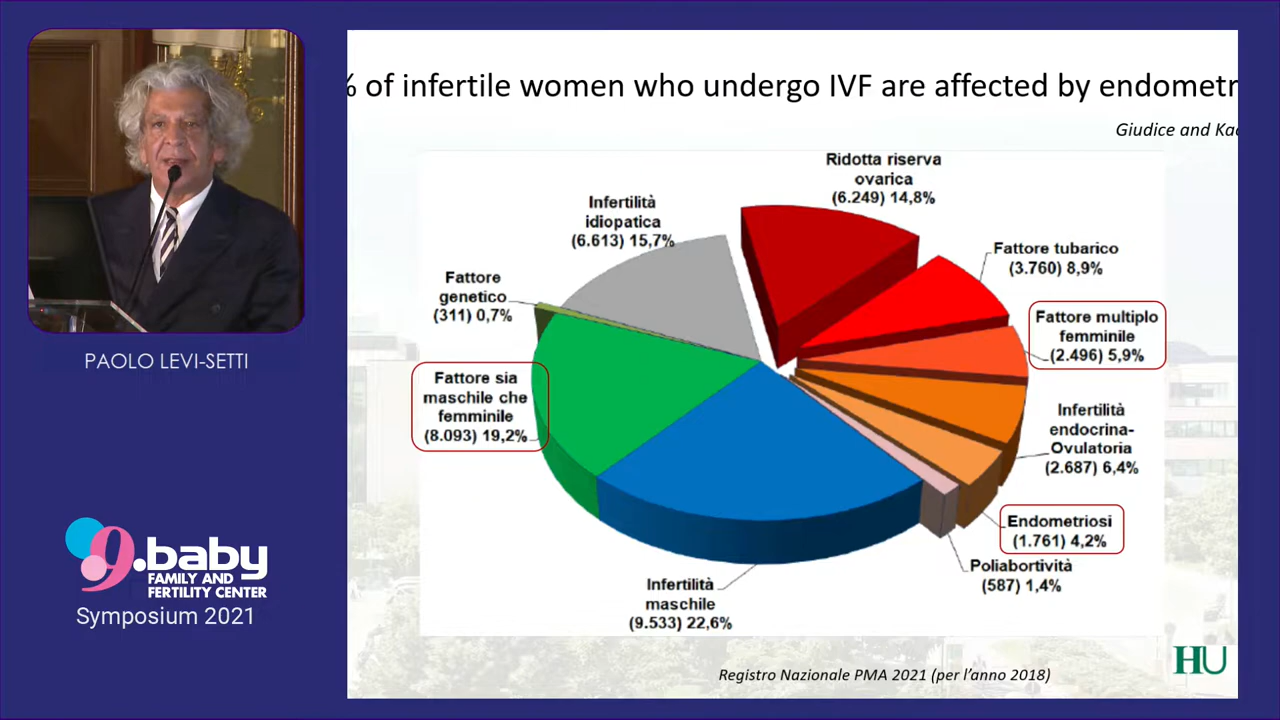 % of infertile women who undergo IVF are affected by endometr
Giudice and Kao
Ridotta riserva
ovarica
(6.249) 14,8%
Infertilità
idiopatica
(6.613) 15,7%
Fattore tubarico
(3.760) 8,9%
Fattore
genetico
(311) 0,7%
Fattore multiplo
femminile
(2.496) 5,9%
PAOLO LEVI-SETTI
Fattore sia
maschile che
femminile
(8.093) 19,2%
Infertilità
endocrina-
Ovulatoria
(2.687) 6,4%
Endometriosi
(1.761) 4,2%
Poliabortività
(587) 1,4%
Infertilità
maschile
(9.533) 22,6%
9.baby
FAMILY AND
FERTILITY CENTER
Symposium 2021
Registro Nazionale PMA 2021 (per l'anno 2018)
HU